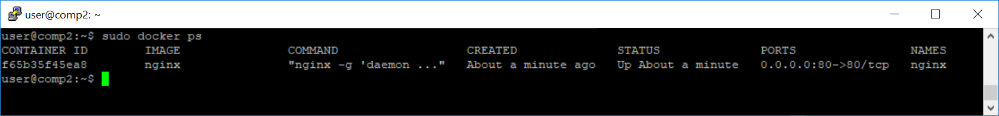 user@comp2: ~
user@comp2:~$ sudo docker ps
CONTAINER ID        IMAGE               COMMAND                  CREATED              STATUS              PORTS                NAMES
f65b35f45ea8        nginx               "nginx -g 'daemon ..."   About a minute ago   Up About a minute   0.0.0.0:80->80/tcp   nginx
user@comp2:~$